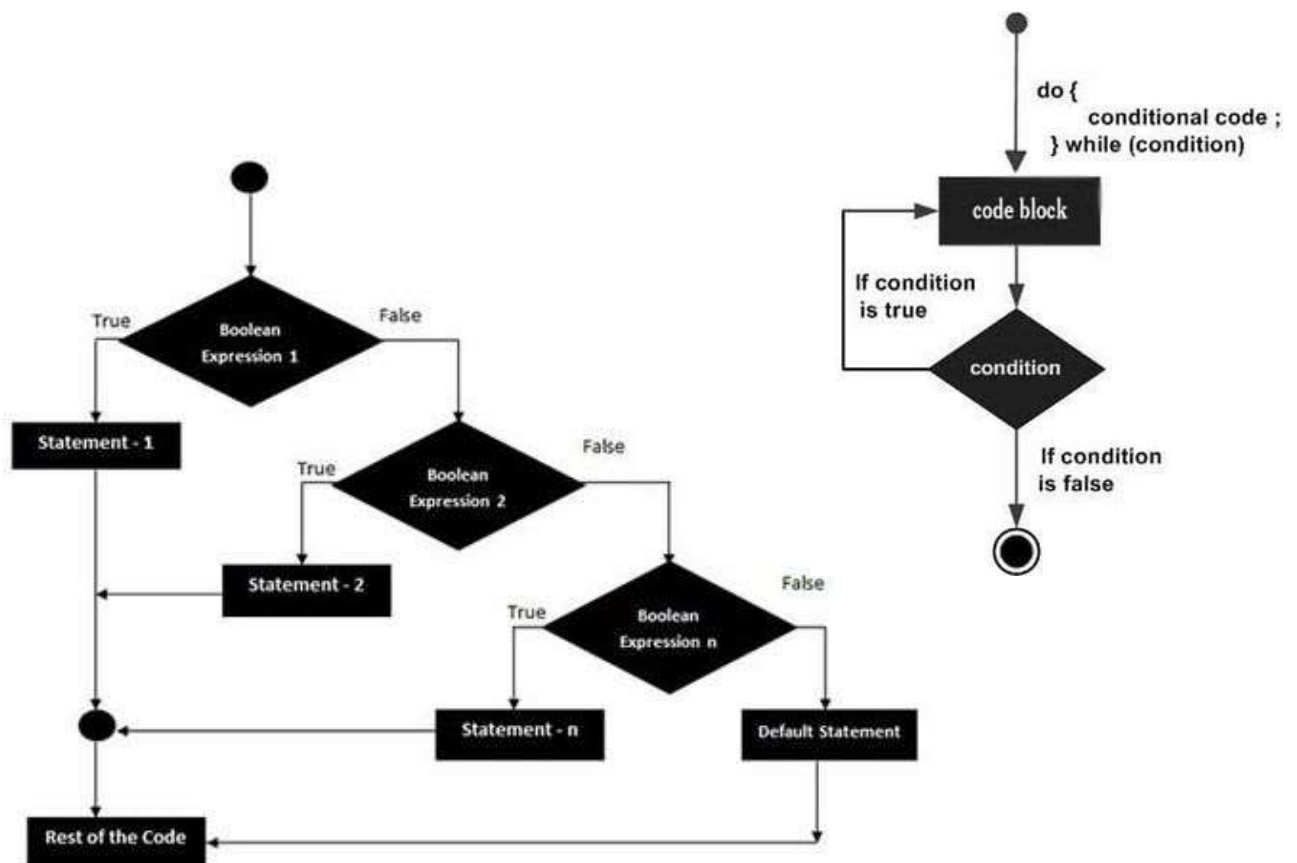 True
Boolean
Expression 1
False
Statement - 1
True
Boolean
Expression 2
False
Statement - 2
True
Boolean
Expression n
False
Statement - n
Default Statement
Rest of the Code
do {
conditional code ;
} while (condition)
code block
If condition
is true
condition
If condition
is false